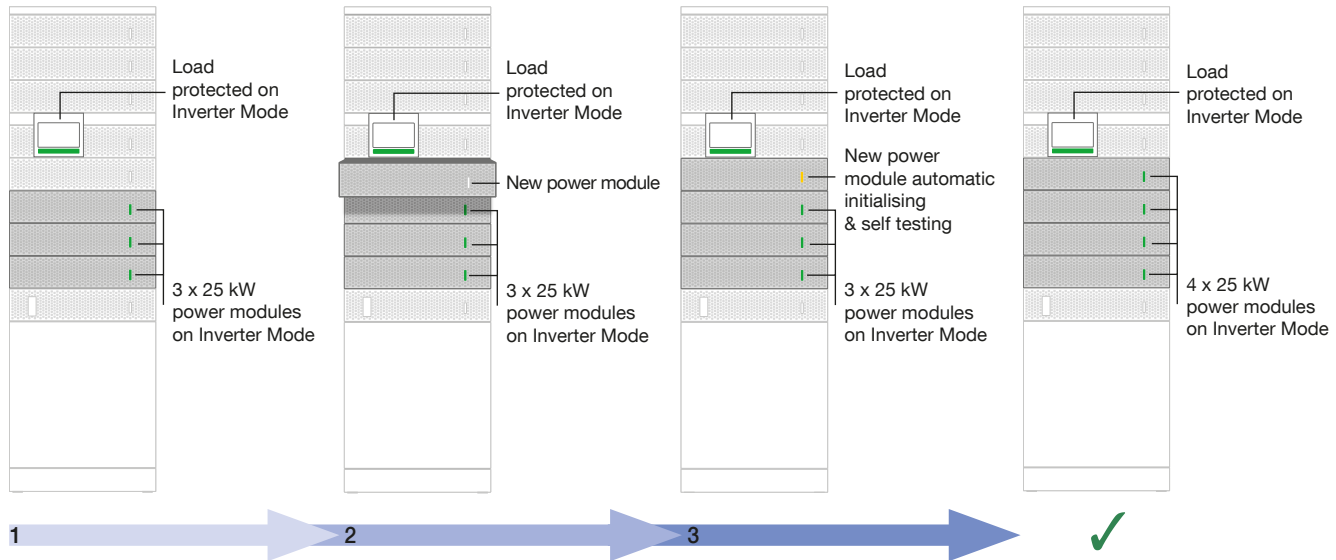 Load
protected on
Inverter Mode
3 x 25 kW
power modules
on Inverter Mode
Load
protected on
Inverter Mode
New power module
3 x 25 kW
power modules
on Inverter Mode
Load
protected on
Inverter Mode
New power
module automatic
initialising
& self testing
3 x 25 kW
power modules
on Inverter Mode
Load
protected on
Inverter Mode
4 x 25 kW
power modules
on Inverter Mode
1
2
3